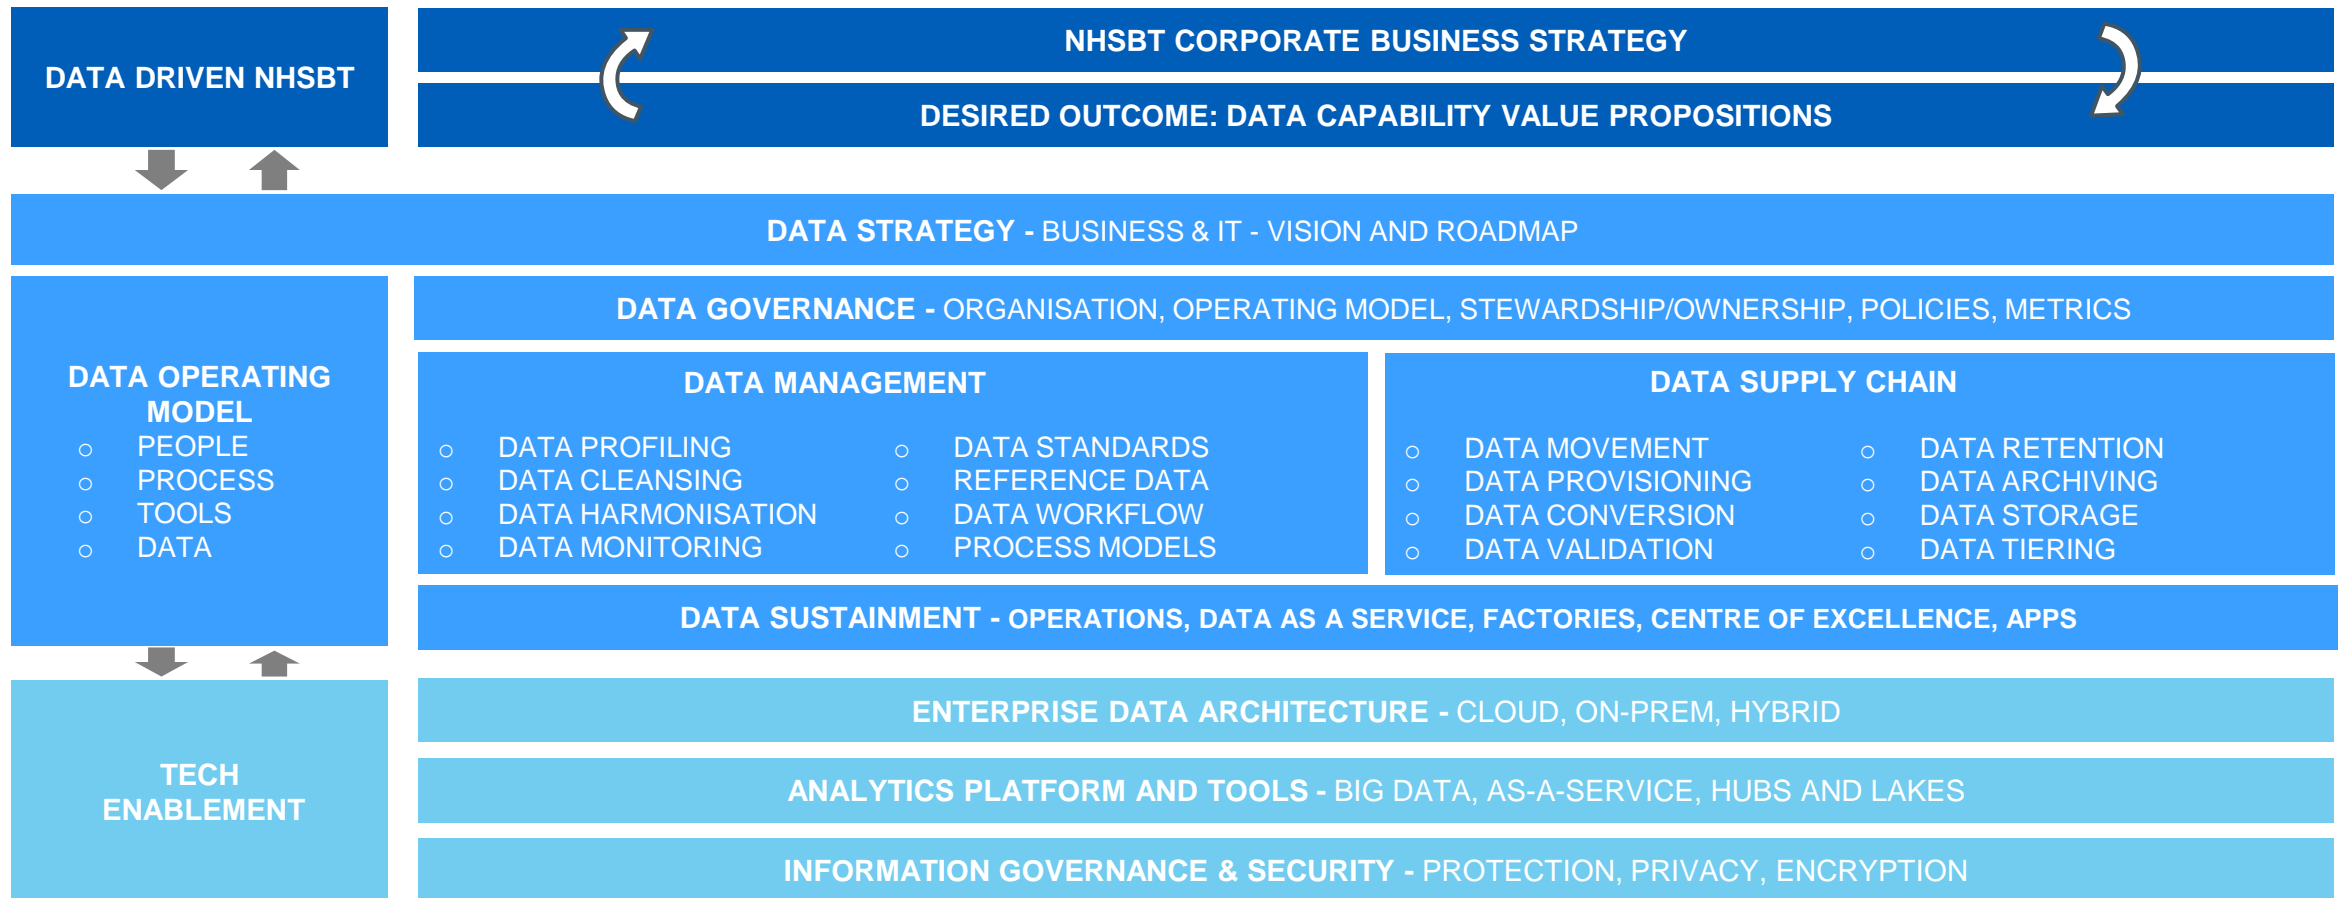 DATA DRIVEN NHSBT
NHSBT CORPORATE BUSINESS STRATEGY
DESIRED OUTCOME: DATA CAPABILITY VALUE PROPOSITIONS
DATA STRATEGY - BUSINESS & IT - VISION AND ROADMAP
DATA OPERATING
MODEL
PEOPLE
PROCESS
TOOLS
DATA
DATA GOVERNANCE - ORGANISATION, OPERATING MODEL, STEWARDSHIP/OWNERSHIP, POLICIES, METRICS
DATA MANAGEMENT
DATA PROFILING
DATA CLEANSING
DATA HARMONISATION
DATA MONITORING
DATA STANDARDS
REFERENCE DATA
DATA WORKFLOW
PROCESS MODELS
DATA SUPPLY CHAIN
DATA MOVEMENT
DATA PROVISIONING
DATA CONVERSION
DATA VALIDATION
DATA RETENTION
DATA ARCHIVING
DATA STORAGE
DATA TIERING
DATA SUSTAINMENT - OPERATIONS, DATA AS A SERVICE, FACTORIES, CENTRE OF EXCELLENCE, APPS
TECH
ENABLEMENT
ENTERPRISE DATA ARCHITECTURE - CLOUD, ON-PREM, HYBRID
ANALYTICS PLATFORM AND TOOLS - BIG DATA, AS-A-SERVICE, HUBS AND LAKES
INFORMATION GOVERNANCE & SECURITY - PROTECTION, PRIVACY, ENCRYPTION